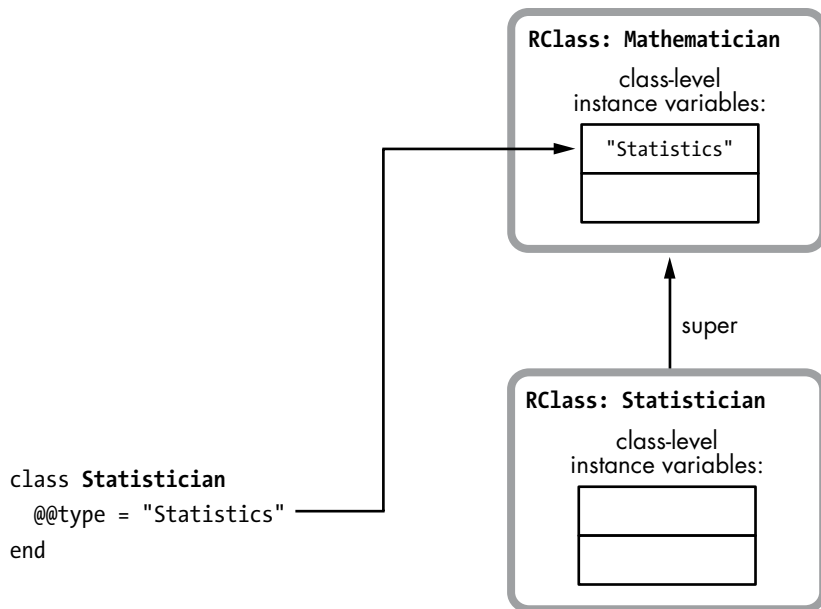 RClass: Mathematician
class-level
instance variables:
"Statistics"
super
RClass: Statistician
class-level
instance variables:
class Statistician
@@type = "Statistics"
end